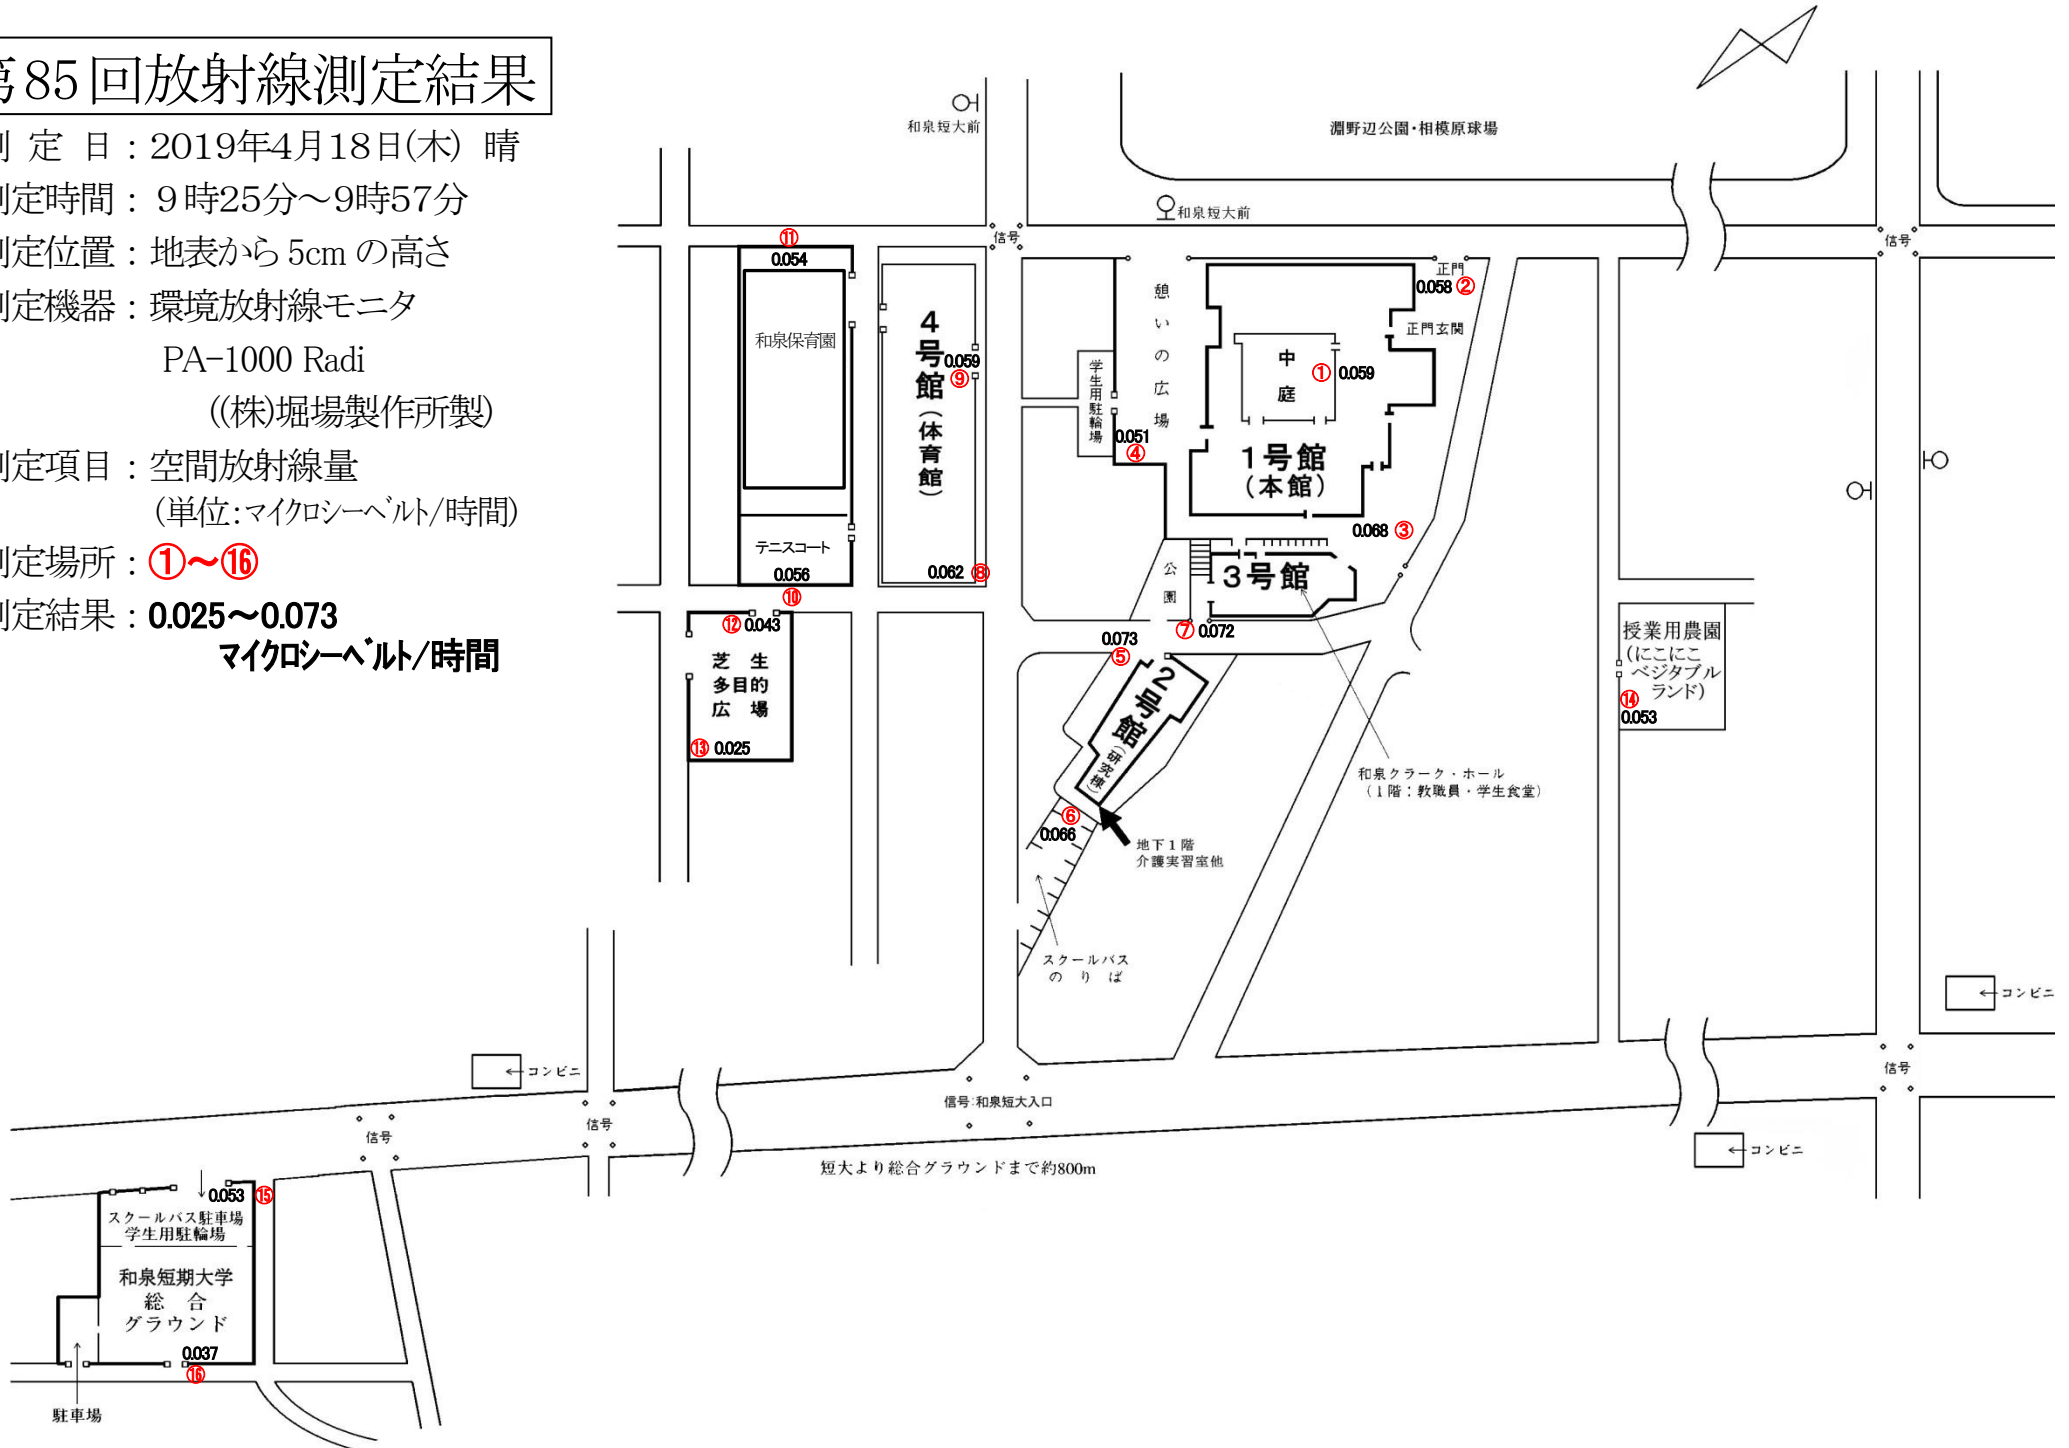 第85回放射線測定結果
測 定 日：2019年4月18日(木) 晴
測定時間：９時25分～9時57分
測定位置：地表から 5cm の高さ
測定機器：環境放射線モニタ
PA-1000 Radi
((株)堀場製作所製)
測定項目：空間放射線量
(単位:マイクロシーベルト/時間)
測定場所：①～⑯
測定結果：0.025～0.073
マイクロシーベルト/時間
和泉短大前
淵野辺公園・相模原球場
和泉短大前
信号
信号
⑪
0.054
和泉保育園
テニスコート
0.056
⑩
４号館（体育館）
0.059
⑨
0.062 ⑧
学生用駐輪場
憩いの広場
0.051
④
正門
0.058 ②
正門玄関
中庭
① 0.059
１号館
（本館）
0.068 ③
公園
３号館
⑦ 0.072
0.073
⑤
２号館（研究棟）
⑥
0.066
地下１階
介護実習室他
スクールバス
の り ば
和泉クラーク・ホール
（１階：教職員・学生食堂）
⑫ 0.043
芝 生
多目的
広 場
⑬ 0.025
授業用農園
(にこにこ
ベジタブル
ランド)
⑭
0.053
←コンビニ
←コンビニ
信号
信号
信号:和泉短大入口
信号
←コンビニ
短大より総合グラウンドまで約800m
0.053 ⑮
スクールバス駐車場
学生用駐輪場
和泉短期大学
総 合
グラウンド
0.037
⑯
駐車場